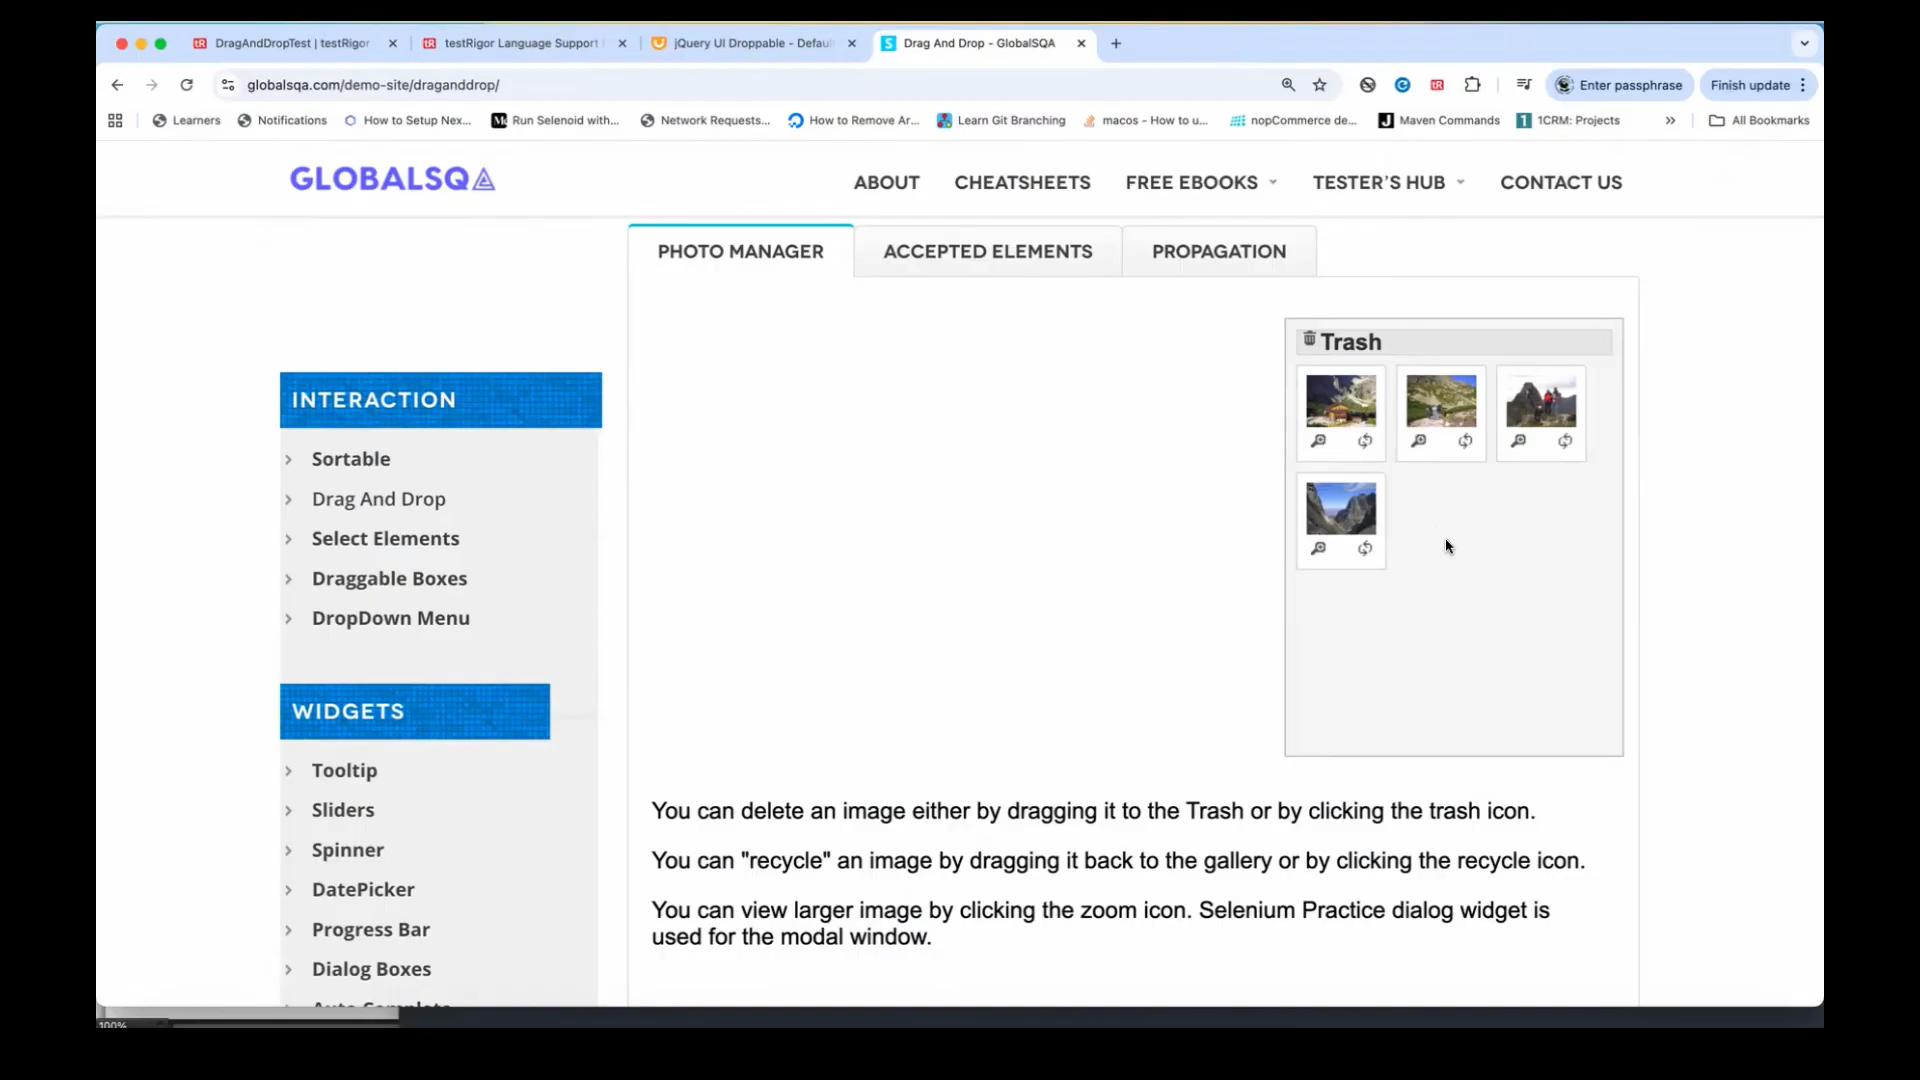 DragAndDropTest | testRigor
testRigor Language Support
jQuery UI Droppable - Defaul
Drag And Drop - GlobalSQA
globalsqa.com/demo-site/draganddrop/
Enter passphrase
Finish update
Learners
Notifications
How to Setup Nex...
Run Selenoid with...
Network Requests...
How to Remove Ar...
Learn Git Branching
macos - How to u...
nopCommerce de...
Maven Commands
1CRM: Projects
All Bookmarks
GLOBALSQA
ABOUT
CHEATSHEETS
FREE EBOOKS
TESTER'S HUB
CONTACT US
PHOTO MANAGER
ACCEPTED ELEMENTS
PROPAGATION
Trash
INTERACTION
Sortable
Drag And Drop
Select Elements
Draggable Boxes
DropDown Menu
WIDGETS
Tooltip
Sliders
Spinner
DatePicker
Progress Bar
Dialog Boxes
You can delete an image either by dragging it to the Trash or by clicking the trash icon.
You can "recycle" an image by dragging it back to the gallery or by clicking the recycle icon.
You can view larger image by clicking the zoom icon. Selenium Practice dialog widget is
used for the modal window.
100%